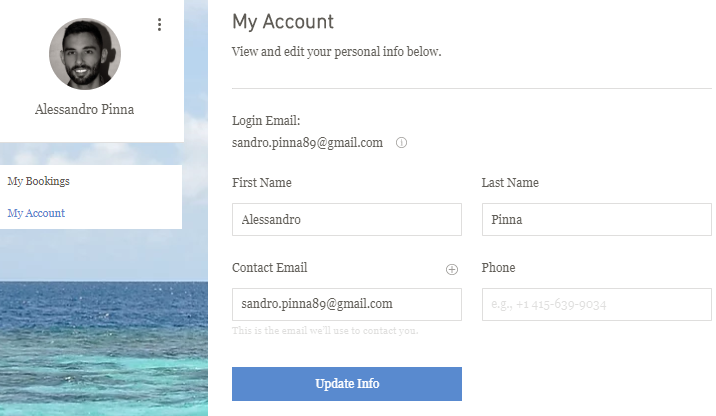 Alessandro Pinna
My Bookings
My Account
My Account
View and edit your personal info below.
Login Email:
sandro.pinna89@gmail.com
First Name
Last Name
Alessandro
Pinna
Contact Email
Phone
sandro.pinna89@gmail.com
e.g., +1 415-639-9034
This is the email we'll use to contact you.
Update Info